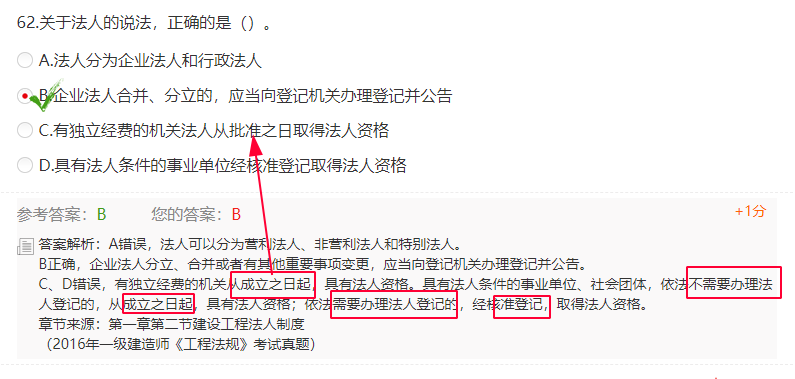 62.关于法人的说法，正确的是（）。
A.法人分为企业法人和行政法人
B.企业法人合并、分立的，应当向登记机关办理登记并公告
C.有独立经费的机关法人从批准之日取得法人资格
D.具有法人条件的事业单位经核准登记取得法人资格
参考答案：B 您的答案：B +1分
答案解析：A错误，法人可以分为营利法人、非营利法人和特别法人。
B正确，企业法人分立、合并或者有其他重要事项变更，应当向登记机关办理登记并公告。
C、D错误，有独立经费的机关从成立之日起，具有法人资格。具有法人条件的事业单位、社会团体，依法不需要办理法
人登记的，从成立之日起，具有法人资格；依法需要办理法人登记的，经核准登记，取得法人资格。
章节来源：第一章第二节建设工程法人制度
（2016年一级建造师《工程法规》考试真题）